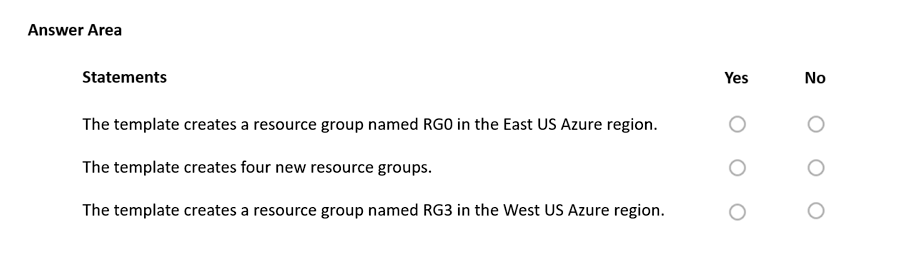 Answer Area
Statements Yes No
The template creates a resource group named RG0 in the East US Azure region.
The template creates four new resource groups.
The template creates a resource group named RG3 in the West US Azure region.